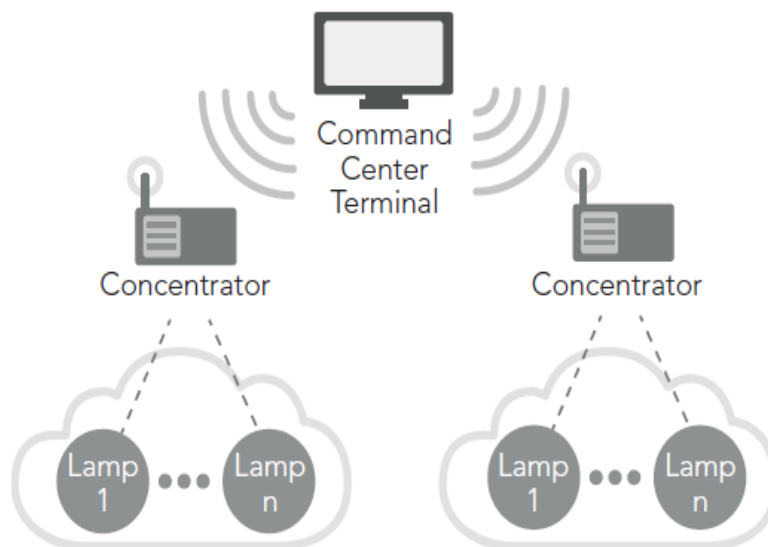 Command
Center
Terminal
Concentrator
Concentrator
Lamp
1
Lamp
n
Lamp
1
Lamp
n